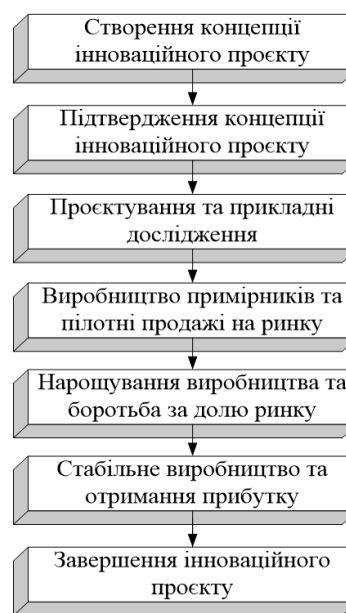 Створення концепції
інноваційного проєкту
Підтвердження концепції
інноваційного проєкту
Проєктування та прикладні
дослідження
Виробництво примірників та
пілотні продажі на ринку
Нарощування виробництва та
боротьба за долю ринку
Стабільне виробництво та
отримання прибутку
Завершення інноваційного
проєкту